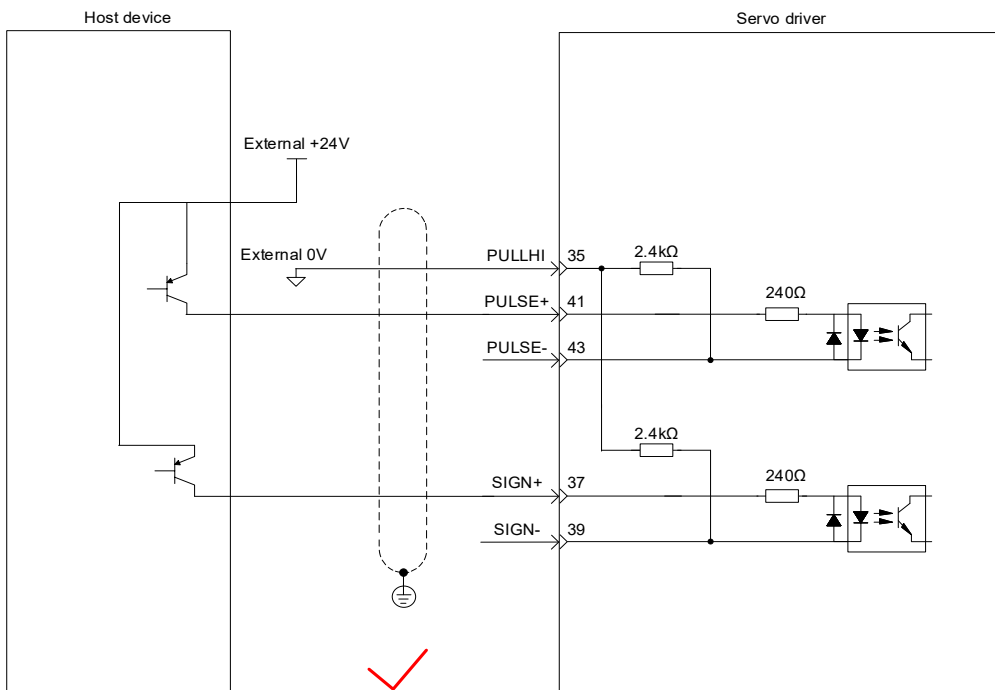 Host device
Servo driver
External +24V
External 0V
PULLHI
35
2.4kΩ
PULSE+
41
240Ω
PULSE-
43
2.4kΩ
SIGN+
37
240Ω
SIGN-
39